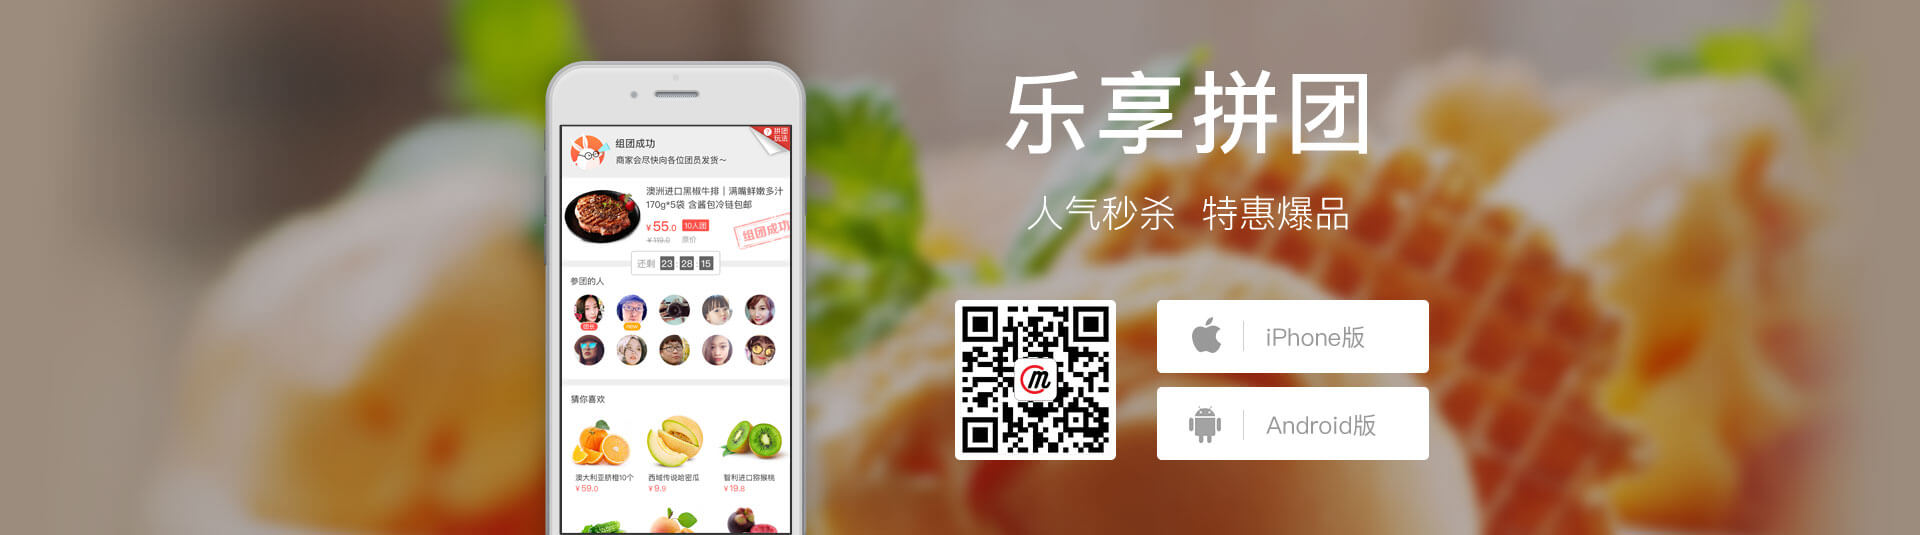 拼团
玩法
组团成功
商家会尽快向各位团员发货～
澳洲进口黑椒牛排｜满嘴鲜嫩多汁
170g*5袋 含酱包冷链包邮
¥55.0 10人团
¥119.0 原价
组团成功
还剩 23:28:15
参团的人
团长 new
猜你喜欢
澳大利亚脐橙10个 西域传说哈密瓜 智利进口猕猴桃
¥59.0 ¥9.9 ¥19.8
乐享拼团
人气秒杀 特惠爆品
m
iPhone版
Android版